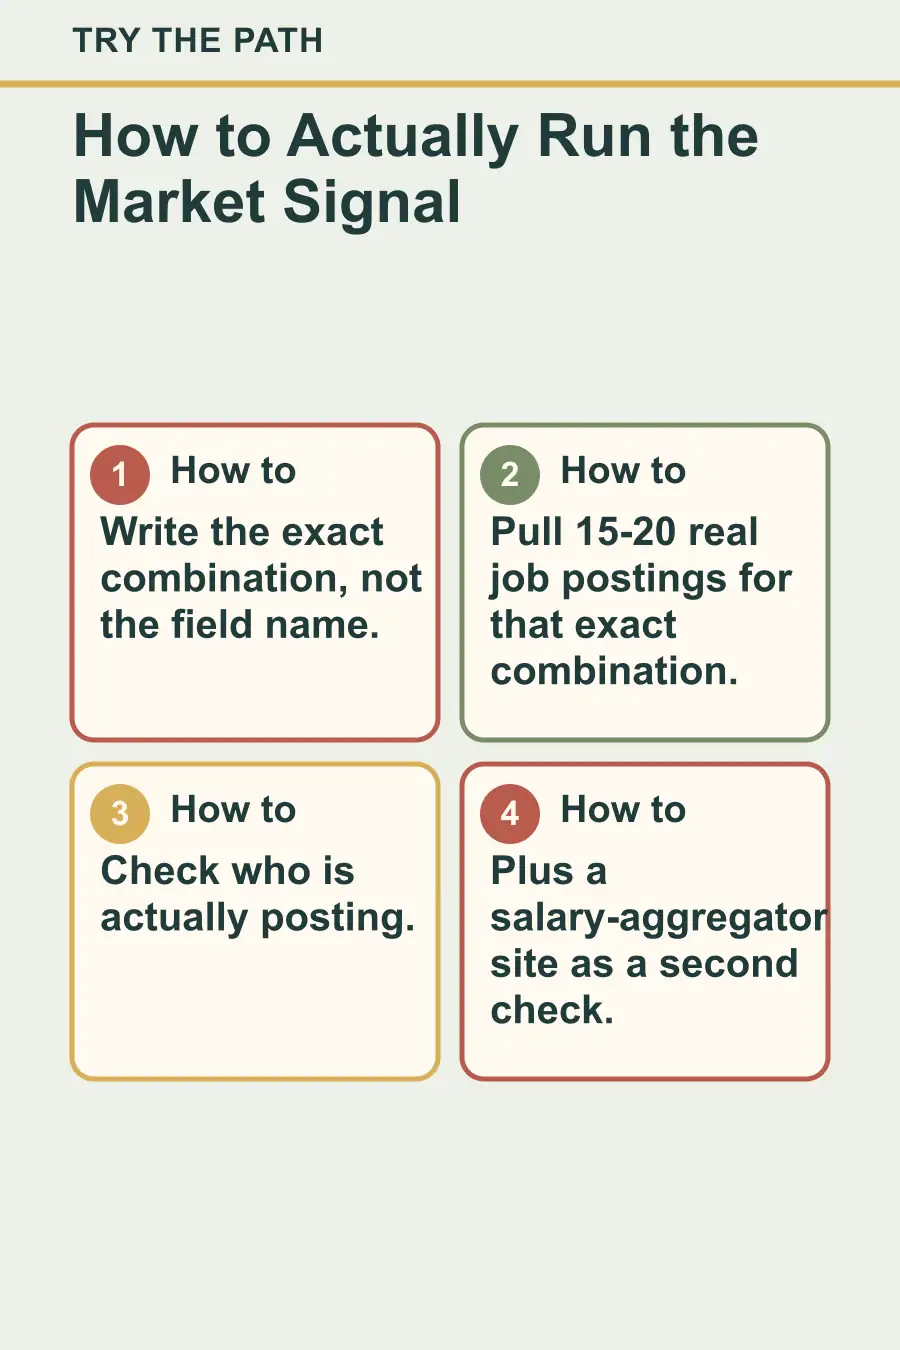 TRY THE PATH
How to Actually Run the
Market Signal
1 How to
Write the exact
combination, not
the field name.
2 How to
Pull 15-20 real
job postings for
that exact
combination.
3 How to
Check who is
actually posting.
4 How to
Plus a
salary-aggregator
site as a second
check.